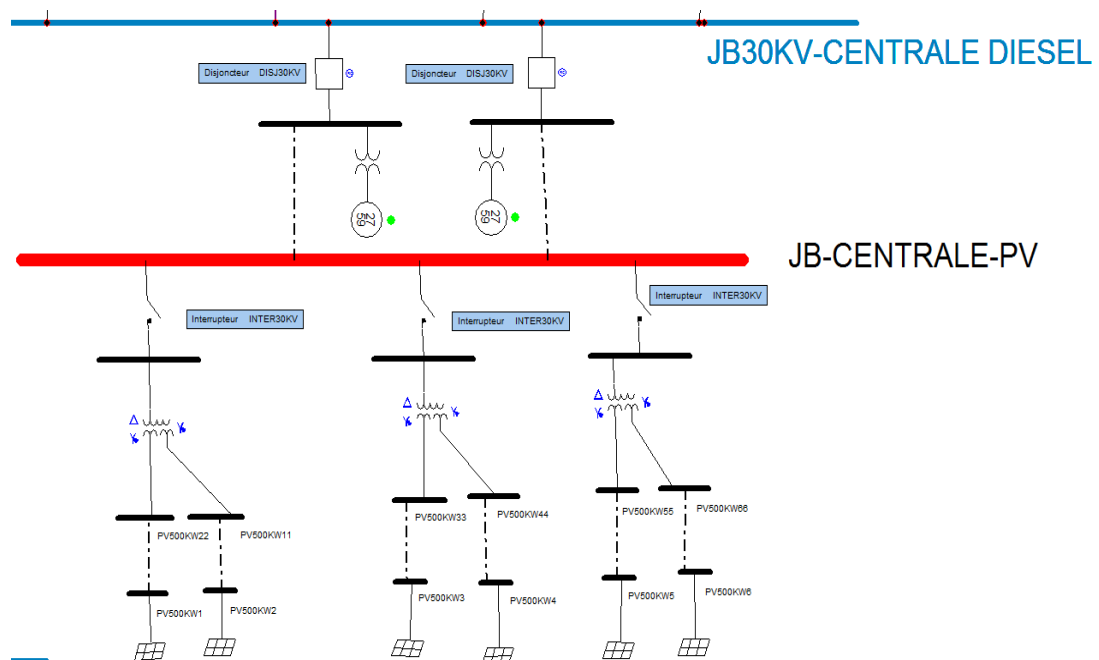 JB30KV-CENTRALE DIESEL
Disjoncteur DISJ30KV
Disjoncteur DISJ30KV
27
59
27
59
JB-CENTRALE-PV
Interrupteur INTER30KV
Interrupteur INTER30KV
Interrupteur INTER30KV
PV500KW22
PV500KW11
PV500KW33
PV500KW44
PV500KW55
PV500KW66
PV500KW1
PV500KW2
PV500KW3
PV500KW4
PV500KW5
PV500KW6